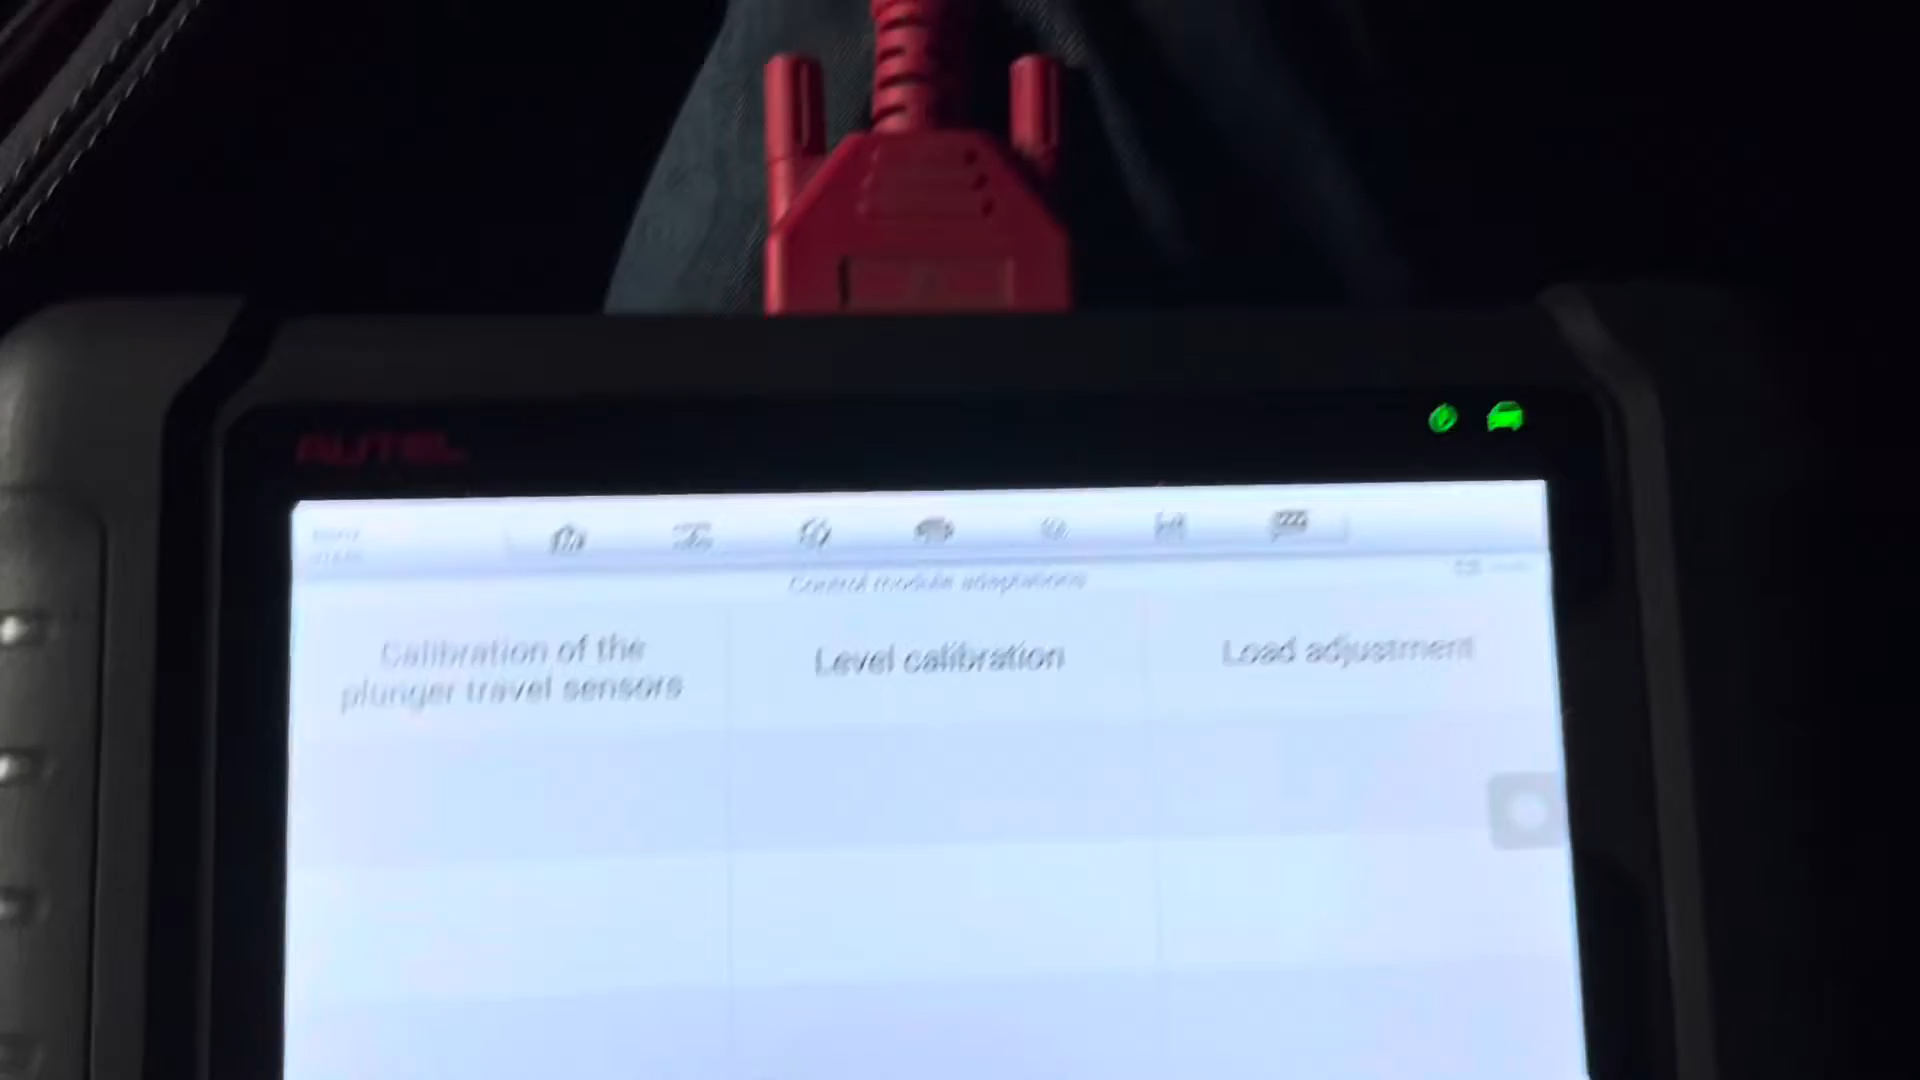 AUTEL
Control module adaptations
Calibration of the
plunger travel sensors
Level calibration
Load adjustment